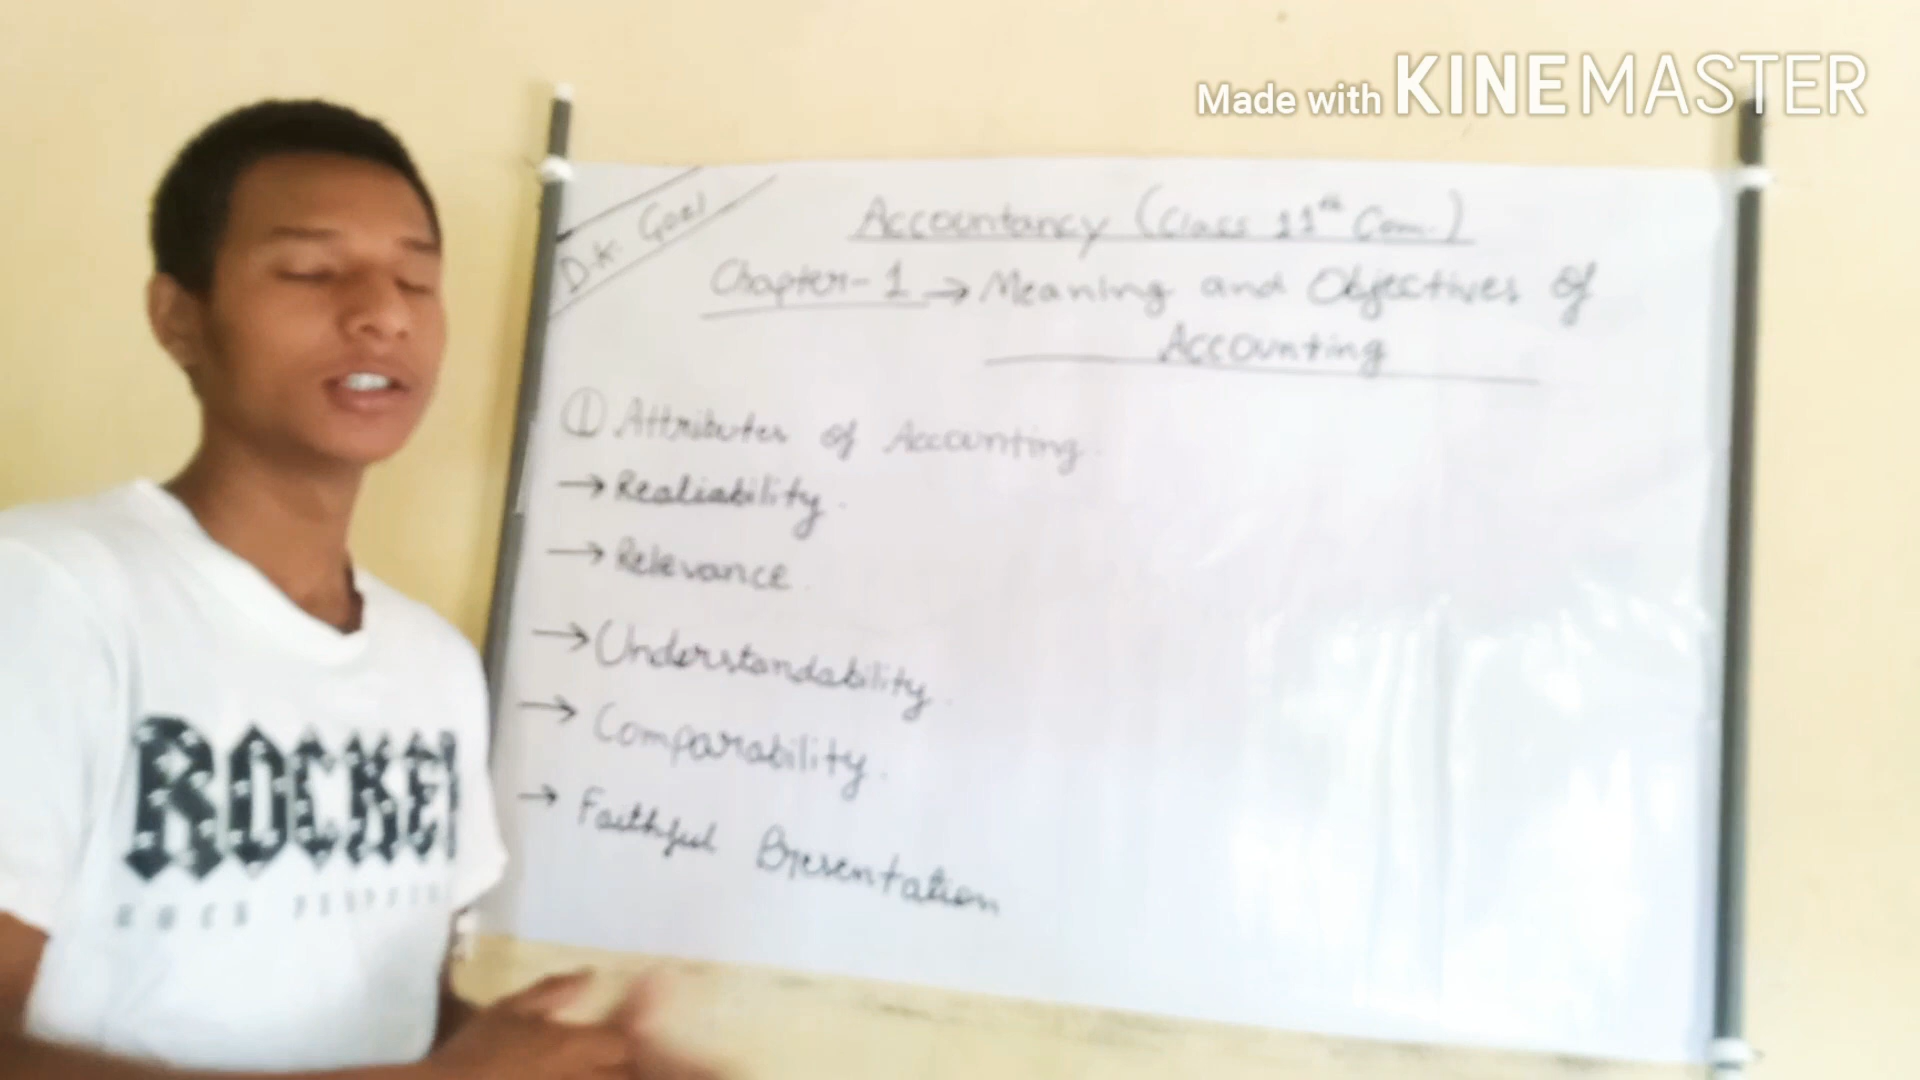 Made with KINEMASTER
D.K. Goel
Accountancy (Class 11th Com.)
Chapter-1 → Meaning and Objectives of
Accounting
① Attributes of Accounting.
→ Realiability.
→ Relevance.
→ Understandability.
→ Comparability.
→ Faithful Presentation
ROCKE